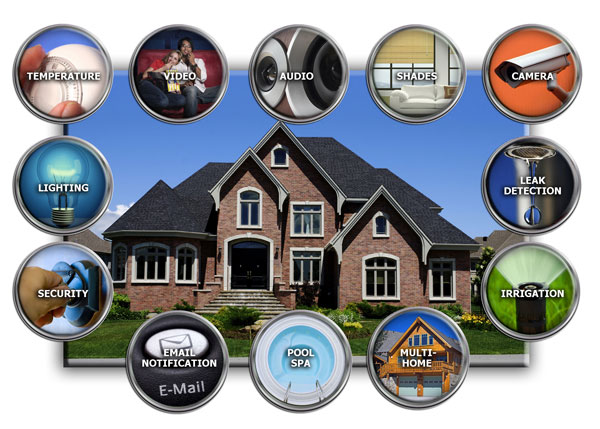 TEMPERATURE
VIDEO
AUDIO
SHADES
CAMERA
LIGHTING
LEAK
DETECTION
SECURITY
IRRIGATION
EMAIL
NOTIFICATION
E-Mail
POOL
SPA
MULTI-
HOME